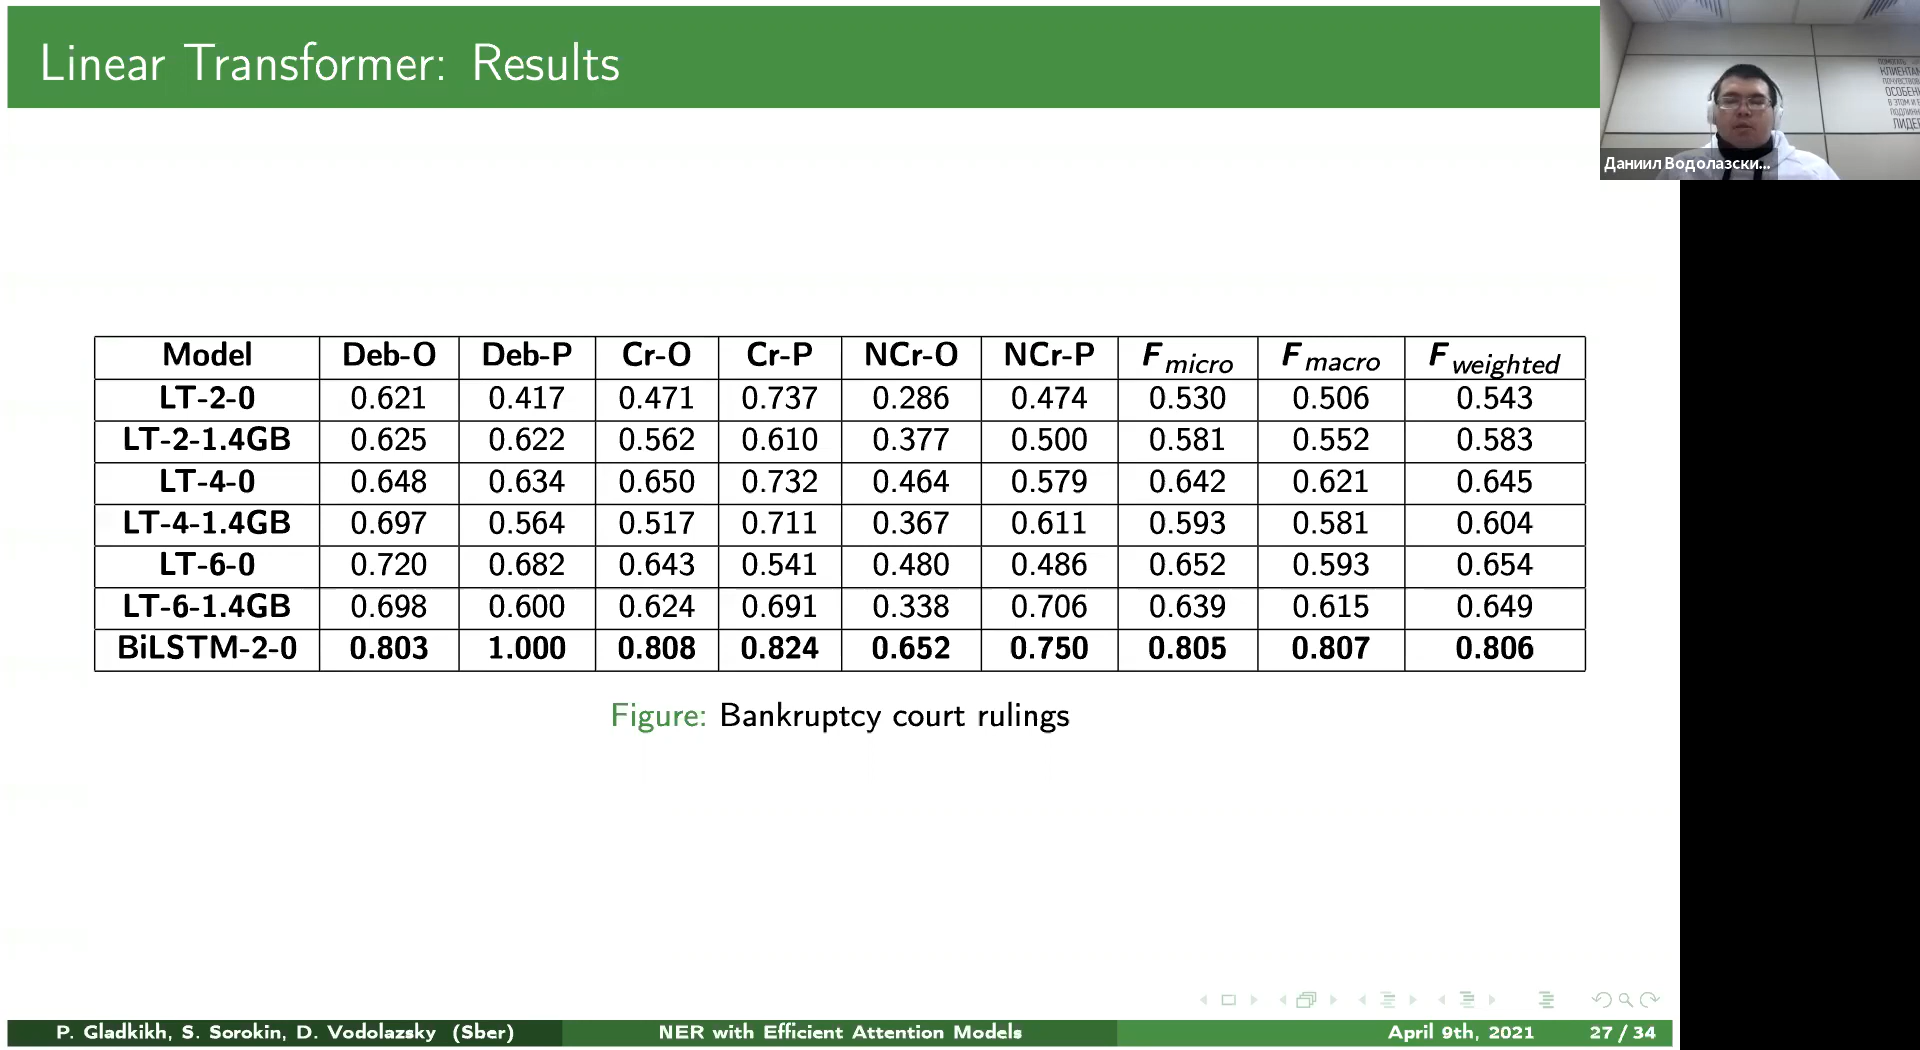 Linear Transformer: Results
Даниил Водолазски...
КЛИЕНТАМ
ЛИДЕР
Model Deb-O Deb-P Cr-O Cr-P NCr-O NCr-P F micro F macro F weighted
LT-2-0 0.621 0.417 0.471 0.737 0.286 0.474 0.530 0.506 0.543
LT-2-1.4GB 0.625 0.622 0.562 0.610 0.377 0.500 0.581 0.552 0.583
LT-4-0 0.648 0.634 0.650 0.732 0.464 0.579 0.642 0.621 0.645
LT-4-1.4GB 0.697 0.564 0.517 0.711 0.367 0.611 0.593 0.581 0.604
LT-6-0 0.720 0.682 0.643 0.541 0.480 0.486 0.652 0.593 0.654
LT-6-1.4GB 0.698 0.600 0.624 0.691 0.338 0.706 0.639 0.615 0.649
BiLSTM-2-0 0.803 1.000 0.808 0.824 0.652 0.750 0.805 0.807 0.806
Figure: Bankruptcy court rulings
P. Gladkikh, S. Sorokin, D. Vodolazsky (Sber) NER with Efficient Attention Models April 9th, 2021 27 / 34